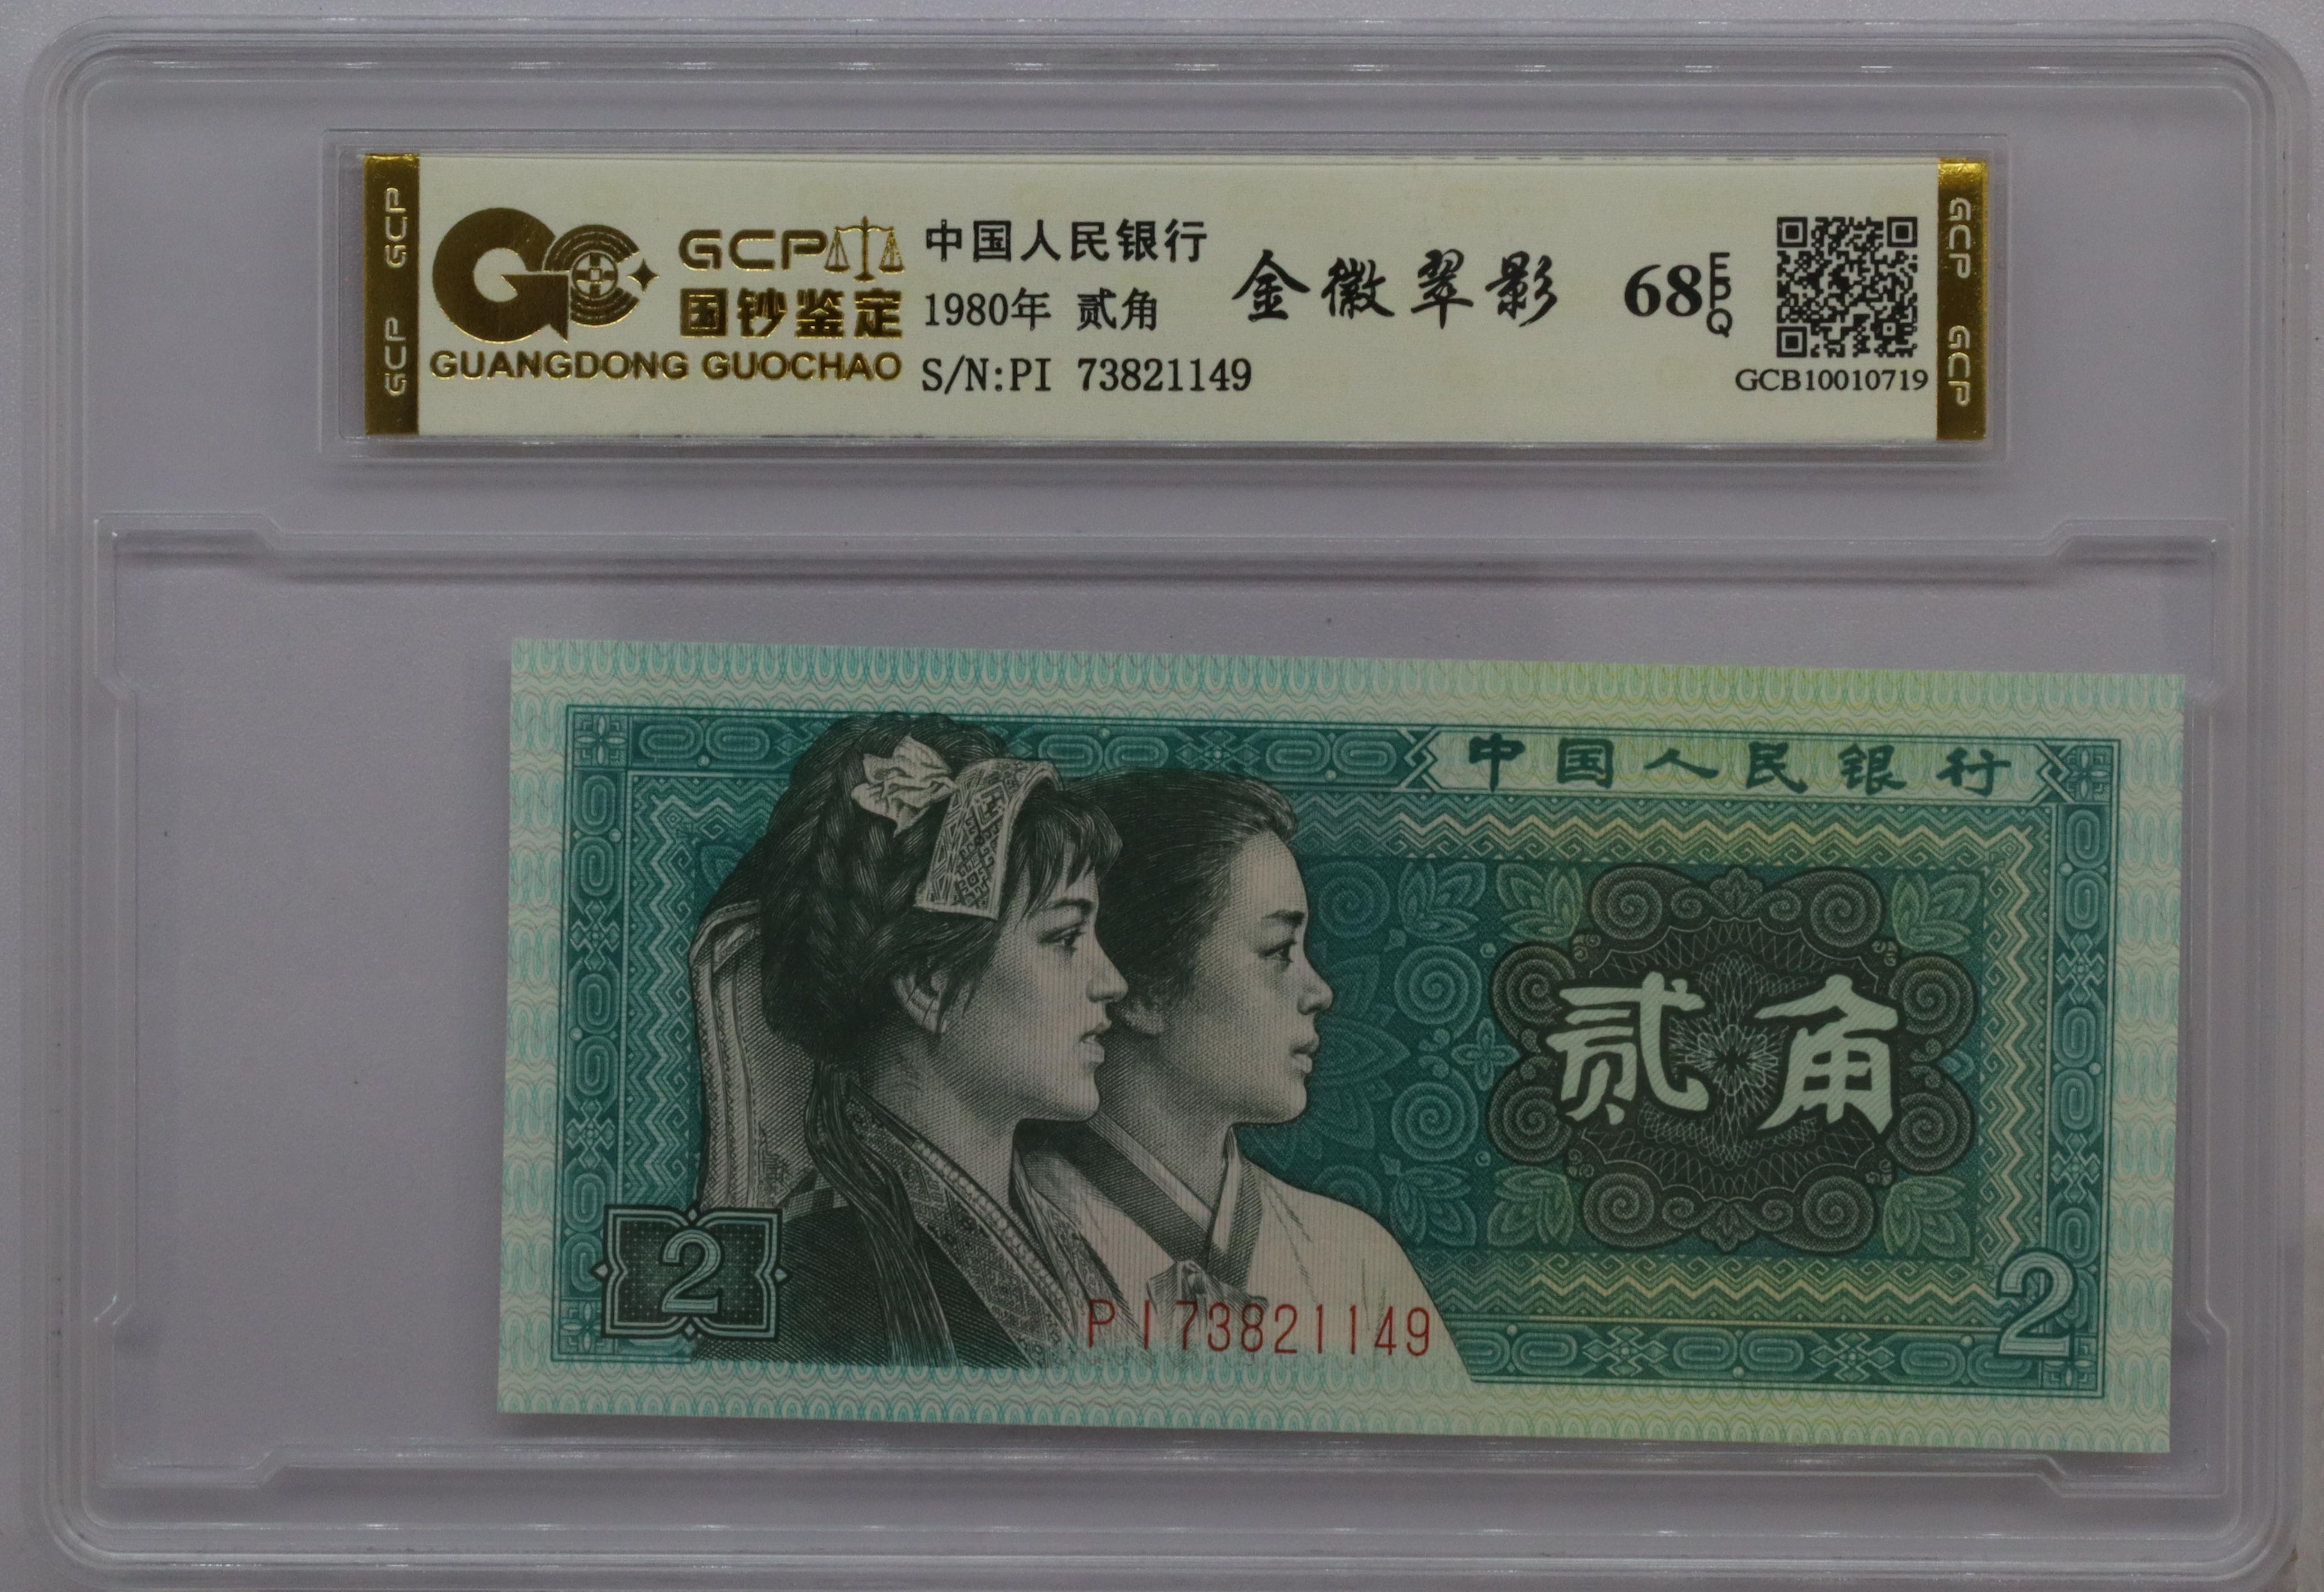 GCP GCP
GCP
国钞鉴定
GUANGDONG GUOCHAO
中国人民银行
1980年 贰角
S/N:PI 73821149
金徽翠影
68 EPQ
GCB10010719
GCP GCP
中国人民银行
贰角
2
PI73821149
2